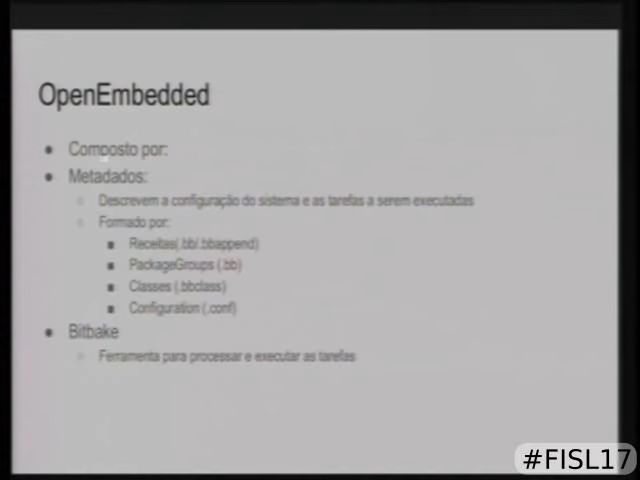 OpenEmbedded
Composto por:
Metadados:
Descrevem a configuração do sistema e as tarefas a serem executadas
Formado por:
Receitas(.bb/.bbappend)
PackageGroups (.bb)
Classes (.bbclass)
Configuration (.conf)
Bitbake
Ferramenta para processar e executar as tarefas
#FISL17